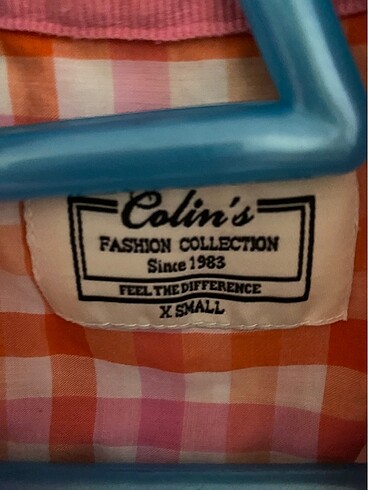 Colin's
FASHION COLLECTION
Since 1983
FEEL THE DIFFERENCE
X SMALL